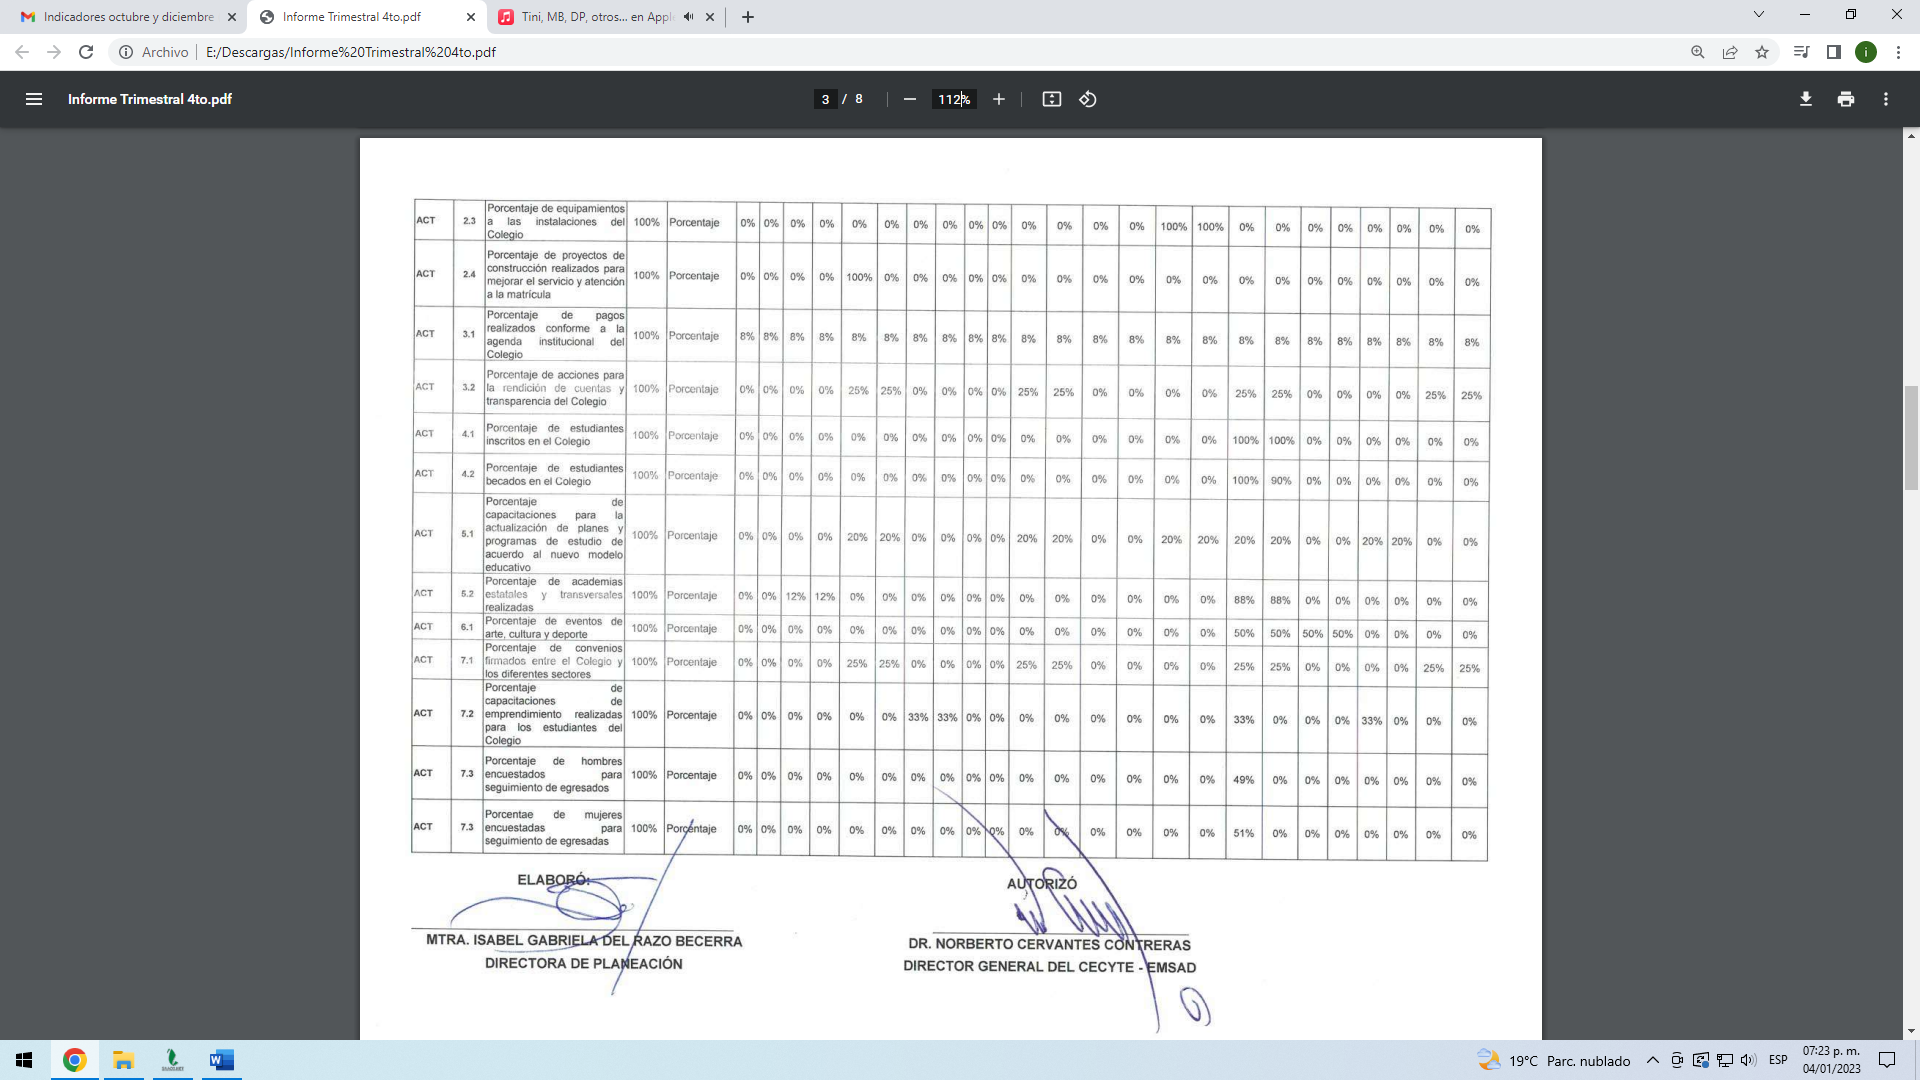 Indicadores octubre y diciembre
Informe Trimestral 4to.pdf
Tini, MB, DP, otros... en Appl
Archivo
E:/Descargas/Informe%20Trimestral%204to.pdf
i
Informe Trimestral 4to.pdf
3 / 8
112%
ACT 2.3 Porcentaje de equipamientos 100% Porcentaje 0% 0% 0% 0% 0% 0% 0% 0% 0% 0% 0% 0% 0% 0% 100% 100% 0% 0% 0% 0% 0% 0% 0% 0%
a las instalaciones del
Colegio
ACT 2.4 Porcentaje de proyectos de 100% Porcentaje 0% 0% 0% 0% 100% 0% 0% 0% 0% 0% 0% 0% 0% 0% 0% 0% 0% 0% 0% 0% 0% 0% 0% 0%
construcción realizados para
mejorar el servicio y atención
a la matrícula
ACT 3.1 Porcentaje de pagos 100% Porcentaje 8% 8% 8% 8% 8% 8% 8% 8% 8% 8% 8% 8% 8% 8% 8% 8% 8% 8% 8% 8% 8% 8% 8% 8%
realizados conforme a la
agenda institucional del
Colegio
ACT 3.2 Porcentaje de acciones para 100% Porcentaje 0% 0% 0% 0% 25% 25% 0% 0% 0% 0% 25% 25% 0% 0% 0% 0% 25% 25% 0% 0% 0% 0% 25% 25%
la rendición de cuentas y
transparencia del Colegio
ACT 4.1 Porcentaje de estudiantes 100% Porcentaje 0% 0% 0% 0% 0% 0% 0% 0% 0% 0% 0% 0% 0% 0% 0% 0% 100% 100% 0% 0% 0% 0% 0% 0%
inscritos en el Colegio
ACT 4.2 Porcentaje de estudiantes 100% Porcentaje 0% 0% 0% 0% 0% 0% 0% 0% 0% 0% 0% 0% 0% 0% 0% 0% 100% 90% 0% 0% 0% 0% 0% 0%
becados en el Colegio
ACT 5.1 Porcentaje de 100% Porcentaje 0% 0% 0% 0% 20% 20% 0% 0% 0% 0% 20% 20% 0% 0% 20% 20% 20% 20% 0% 0% 20% 20% 0% 0%
capacitaciones para la
actualización de planes y
programas de estudio de
acuerdo al nuevo modelo
educativo
ACT 5.2 Porcentaje de academias 100% Porcentaje 0% 0% 12% 12% 0% 0% 0% 0% 0% 0% 0% 0% 0% 0% 0% 0% 88% 88% 0% 0% 0% 0% 0% 0%
estatales y transversales
realizadas
ACT 6.1 Porcentaje de eventos de 100% Porcentaje 0% 0% 0% 0% 0% 0% 0% 0% 0% 0% 0% 0% 0% 0% 0% 0% 50% 50% 50% 50% 0% 0% 0% 0%
arte, cultura y deporte
ACT 7.1 Porcentaje de convenios 100% Porcentaje 0% 0% 0% 0% 25% 25% 0% 0% 0% 0% 25% 25% 0% 0% 0% 0% 25% 25% 0% 0% 0% 0% 25% 25%
firmados entre el Colegio y
los diferentes sectores
ACT 7.2 Porcentaje de 100% Porcentaje 0% 0% 0% 0% 0% 0% 33% 33% 0% 0% 0% 0% 0% 0% 0% 0% 33% 0% 0% 0% 33% 0% 0% 0%
capacitaciones de
emprendimiento realizadas
para los estudiantes del
Colegio
ACT 7.3 Porcentaje de hombres 100% Porcentaje 0% 0% 0% 0% 0% 0% 0% 0% 0% 0% 0% 0% 0% 0% 0% 0% 49% 0% 0% 0% 0% 0% 0% 0%
encuestados para
seguimiento de egresados
ACT 7.3 Porcentae de mujeres 100% Porcentaje 0% 0% 0% 0% 0% 0% 0% 0% 0% 0% 0% 0% 0% 0% 0% 0% 51% 0% 0% 0% 0% 0% 0% 0%
encuestadas para
seguimiento de egresadas
ELABORÓ:
AUTORIZÓ
MTRA. ISABEL GABRIELA DEL RAZO BECERRA
DIRECTORA DE PLANEACIÓN
DR. NORBERTO CERVANTES CONTRERAS
DIRECTOR GENERAL DEL CECYTE - EMSAD
19°C Parc. nublado
ESP
07:23 p. m.
04/01/2023